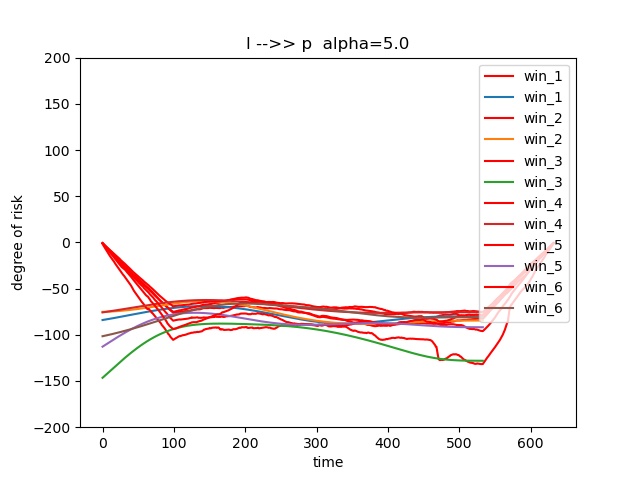 l -->> p  alpha=5.0
degree of risk
200
150
100
50
0
−50
−100
−150
−200
0
100
200
300
400
500
600
time
win_1
win_1
win_2
win_2
win_3
win_3
win_4
win_4
win_5
win_5
win_6
win_6